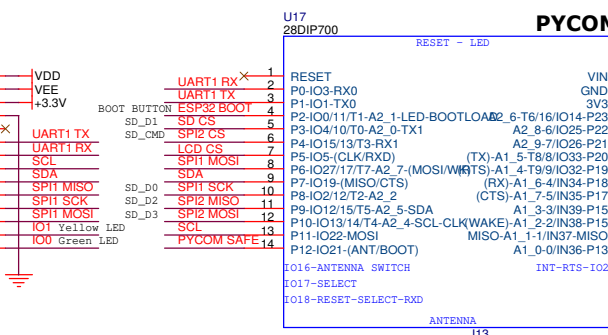 U17
28DIP700
PYCOM
RESET - LED
VDD
VEE
+3.3V
UART1 TX
UART1 RX
SCL
SDA
SPI1 MISO
SPI1 SCK
SPI1 MOSI
IO1 Yellow LED
IO0 Green LED
1 RESET
UART1 RX 2 P0-IO3-RX0
UART1 TX 3 P1-IO1-TX0
BOOT BUTTON ESP32 BOOT 4 P2-IO0/11/T1-A2_1-LED-BOOTLOAD
SD_D1 SD CS 5 P3-IO4/10/T0-A2_0-TX1
SD_CMD SPI2 CS 6 P4-IO15/13/T3-RX1
LCD CS 7 P5-IO5-(CLK/RXD)
SPI1 MOSI 8 P6-IO27/17/T7-A2_7-(MOSI/WKP)
SDA 9 P7-IO19-(MISO/CTS)
SD_D0 SPI1 SCK 10 P8-IO2/12/T2-A2_2
SD_D2 SPI2 MISO 11 P9-IO12/15/T5-A2_5-SDA
SD_D3 SPI2 MOSI 12 P10-IO13/14/T4-A2_4-SCL-CLK
SCL 13 P11-IO22-MOSI
PYCOM SAFE 14 P12-IO21-(ANT/BOOT)
VIN
GND
3V3
A2_6-T6/16/IO14-P23
A2_8-6/IO25-P22
A2_9-7/IO26-P21
(TX)-A1_5-T8/8/IO33-P20
(RTS)-A1_4-T9/9/IO32-P19
(RX)-A1_6-4/IN34-P18
(CTS)-A1_7-5/IN35-P17
A1_3-3/IN39-P15
(WAKE)-A1_2-2/IN38-P15
MISO-A1_1-1/IN37-MISO
A1_0-0/IN36-P13
IO16-ANTENNA SWITCH
INT-RTS-IO2
IO17-SELECT
IO18-RESET-SELECT-RXD
ANTENNA
J13